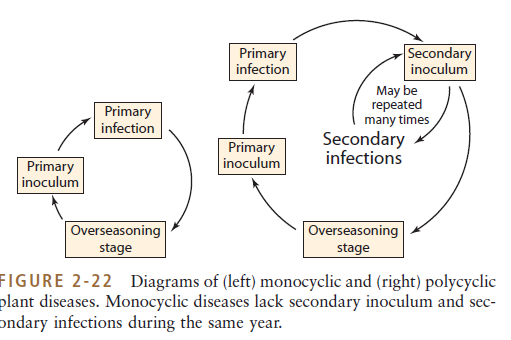 Primary
infection
Primary
inoculum
Overseasoning
stage
Primary
infection
Secondary
inoculum
May be
repeated
many times
Secondary
infections
Primary
inoculum
Overseasoning
stage
FIGURE 2-22 Diagrams of (left) monocyclic and (right) polycyclic
plant diseases. Monocyclic diseases lack secondary inoculum and sec-
ondary infections during the same year.